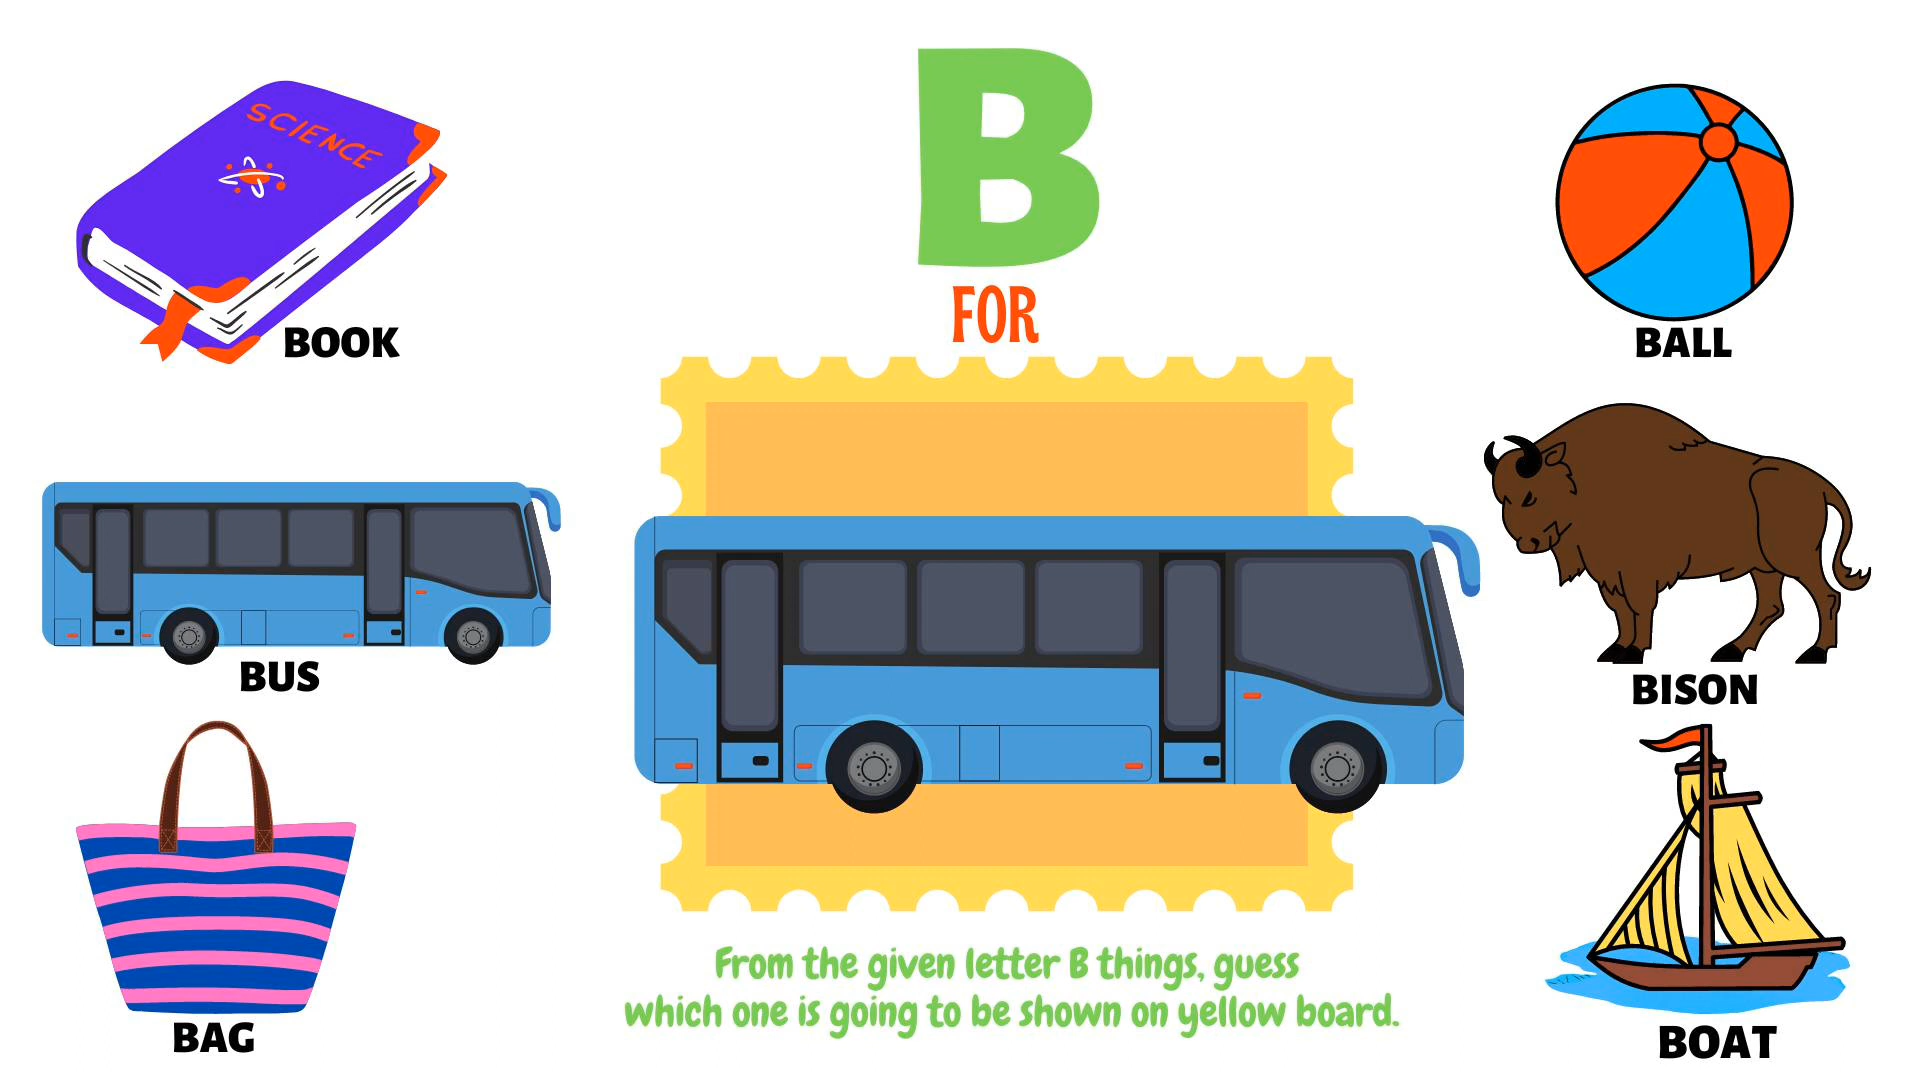 B
FOR
SCIENCE
BOOK
BALL
BUS
BISON
BAG
BOAT
From the given letter B things, guess
which one is going to be shown on yellow board.